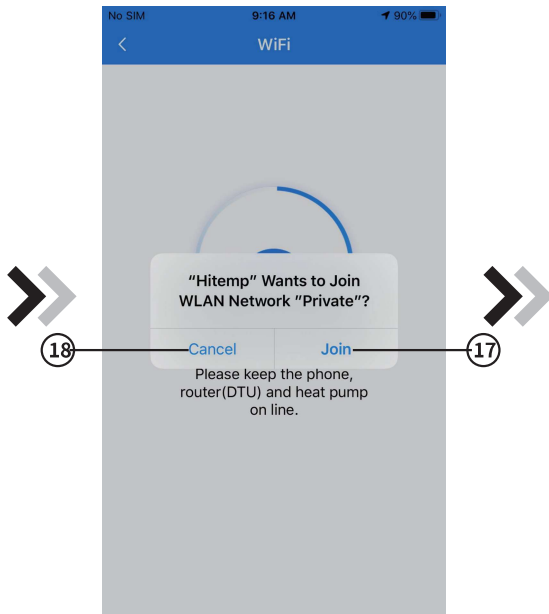 No SIM 9:16 AM 90%
WiFi
“Hitemp” Wants to Join
WLAN Network ”Private”?
18 Cancel Join 17
Please keep the phone,
router(DTU) and heat pump
on line.